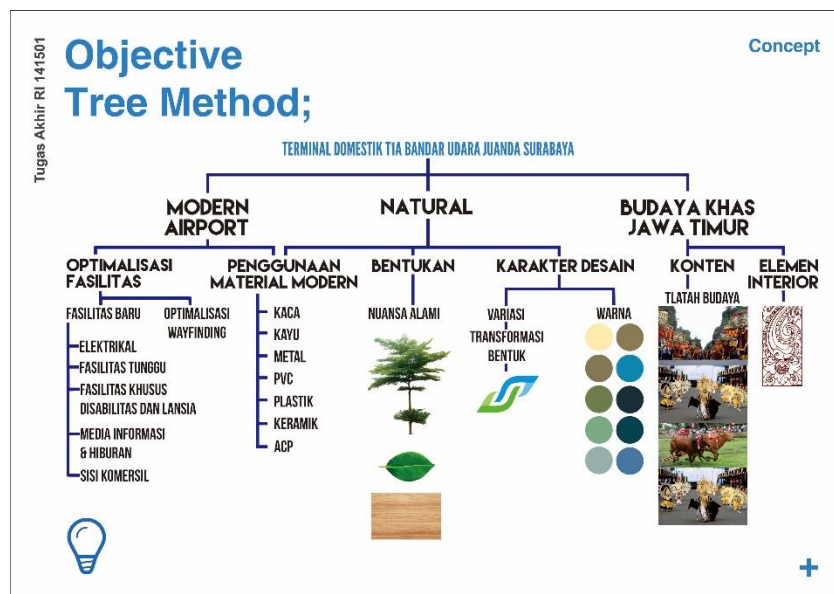 Tugas Akhir RI 141501
Objective
Tree Method;
Concept
TERMINAL DOMESTIK T1A BANDAR UDARA JUANDA SURABAYA
MODERN
AIRPORT
NATURAL
BUDAYA KHAS
JAWA TIMUR
OPTIMALISASI
FASILITAS
PENGGUNAAN
MATERIAL MODERN
BENTUKAN
KARAKTER DESAIN
KONTEN
ELEMEN
INTERIOR
FASILITAS BARU
OPTIMALISASI
WAYFINDING
ELEKTRIKAL
FASILITAS TUNGGU
FASILITAS KHUSUS
DISABILITAS DAN LANSIA
MEDIA INFORMASI
& HIBURAN
SISI KOMERSIL
KACA
KAYU
METAL
PVC
PLASTIK
KERAMIK
ACP
NUANSA ALAMI
VARIASI
TRANSFORMASI
BENTUK
WARNA
TLATAH BUDAYA